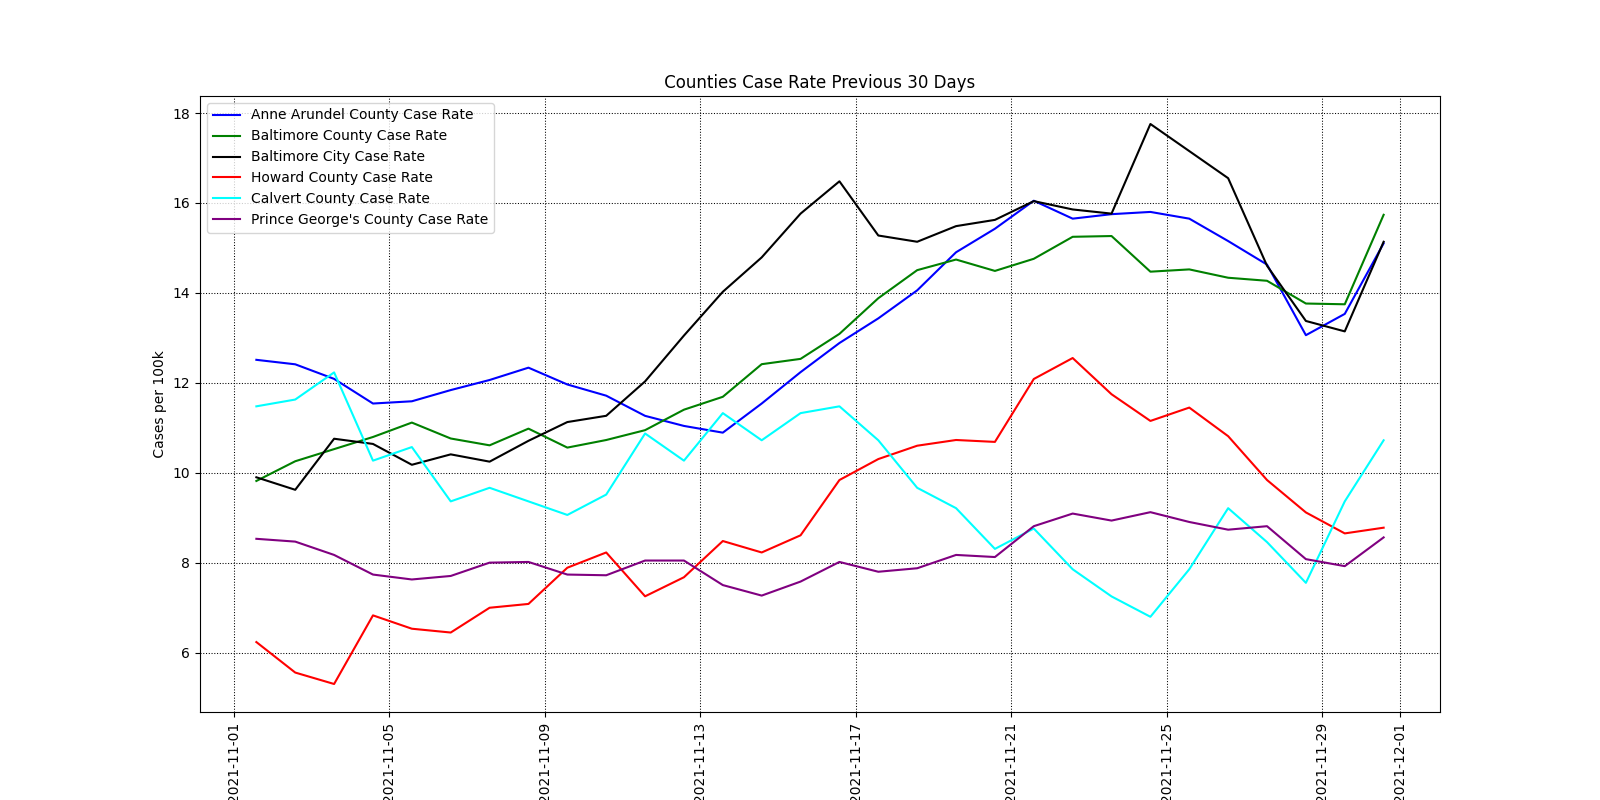 Counties Case Rate Previous 30 Days
Anne Arundel County Case Rate
Baltimore County Case Rate
Baltimore City Case Rate
Howard County Case Rate
Calvert County Case Rate
Prince George's County Case Rate
Cases per 100k
18
16
14
12
10
8
6
2021-11-01
2021-11-05
2021-11-09
2021-11-13
2021-11-17
2021-11-21
2021-11-25
2021-11-29
2021-12-01